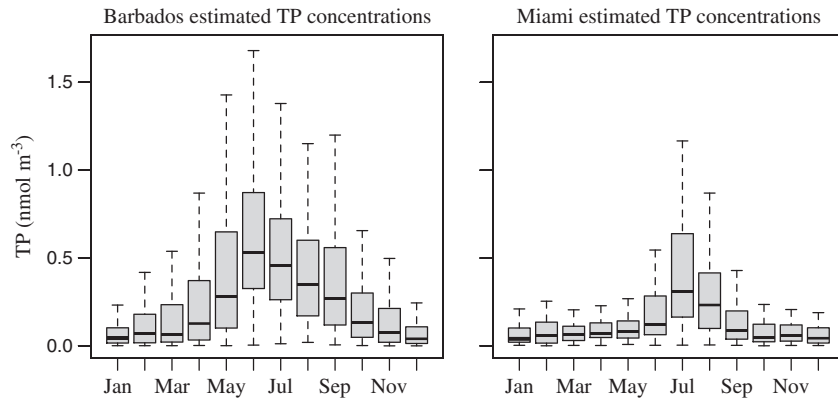 Barbados estimated TP concentrations
Miami estimated TP concentrations
TP (nmol m⁻³)
1.5
1.0
0.5
0.0
Jan Mar May Jul Sep Nov
Jan Mar May Jul Sep Nov